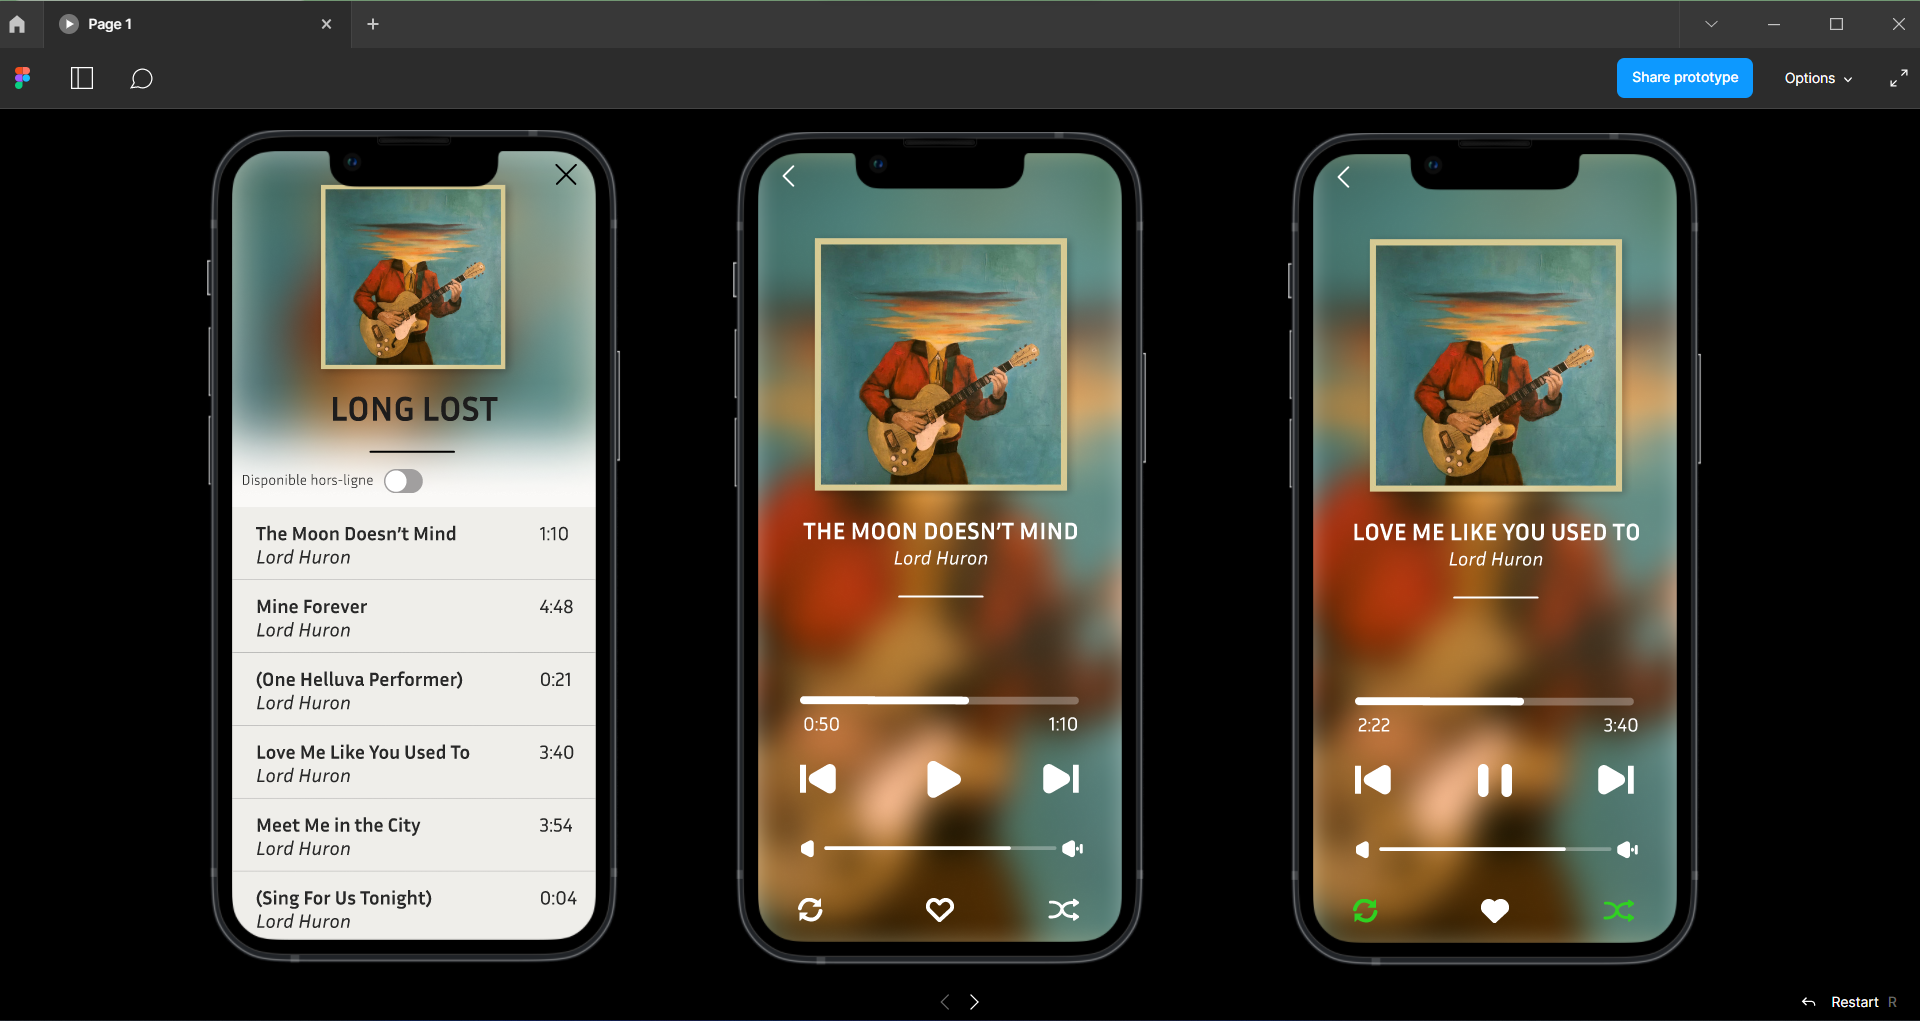 Page 1
Share prototype
Options
LONG LOST
Disponible hors-ligne
The Moon Doesn’t Mind 1:10
Lord Huron
Mine Forever 4:48
Lord Huron
(One Helluva Performer) 0:21
Lord Huron
Love Me Like You Used To 3:40
Lord Huron
Meet Me in the City 3:54
Lord Huron
(Sing For Us Tonight) 0:04
Lord Huron
THE MOON DOESN’T MIND
Lord Huron
0:50 1:10
LOVE ME LIKE YOU USED TO
Lord Huron
2:22 3:40
Restart R